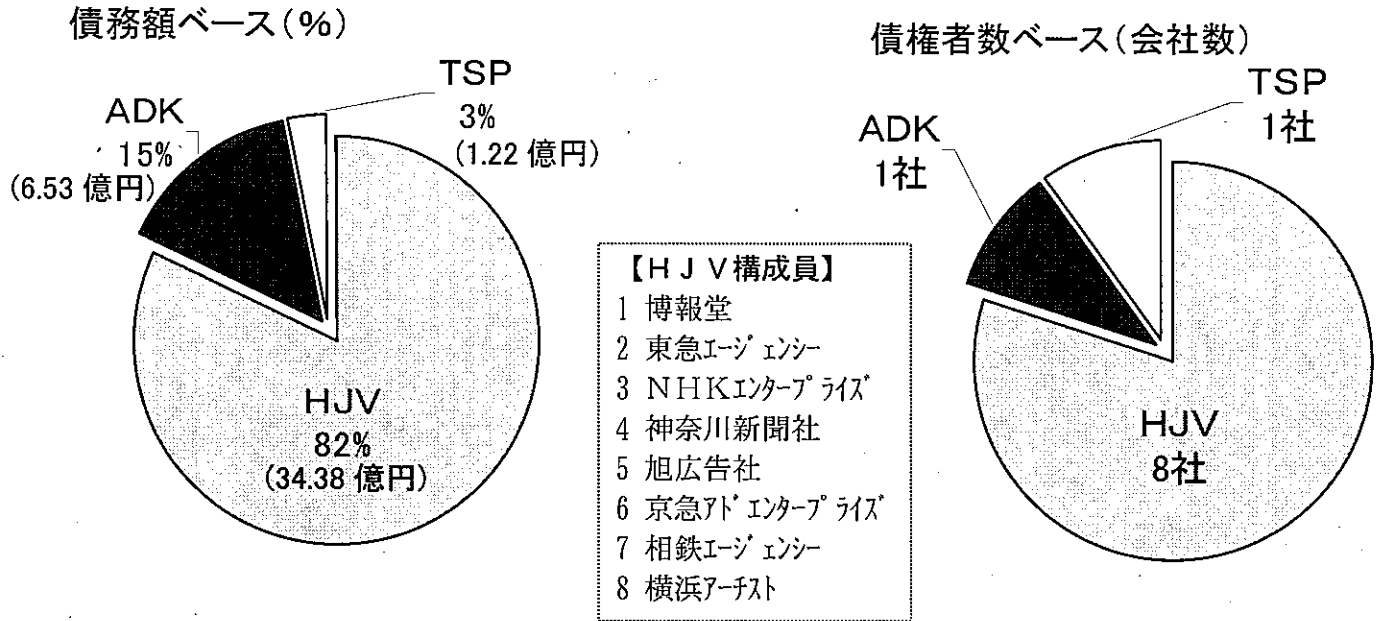 債務額ベース(%)
TSP
3%
(1.22 億円)
ADK
15%
(6.53 億円)
HJV
82%
(34.38 億円)
【HJV構成員】
1 博報堂
2 東急ｴｰｼﾞｪﾝｼｰ
3 NHKｴﾝﾀｰﾌﾟﾗｲｽﾞ
4 神奈川新聞社
5 旭広告社
6 京急ｱﾄﾞｴﾝﾀｰﾌﾟﾗｲｽﾞ
7 相鉄ｴｰｼﾞｪﾝｼｰ
8 横浜ｱｰﾁｽﾄ
債権者数ベース(会社数)
TSP
1社
ADK
1社
HJV
8社